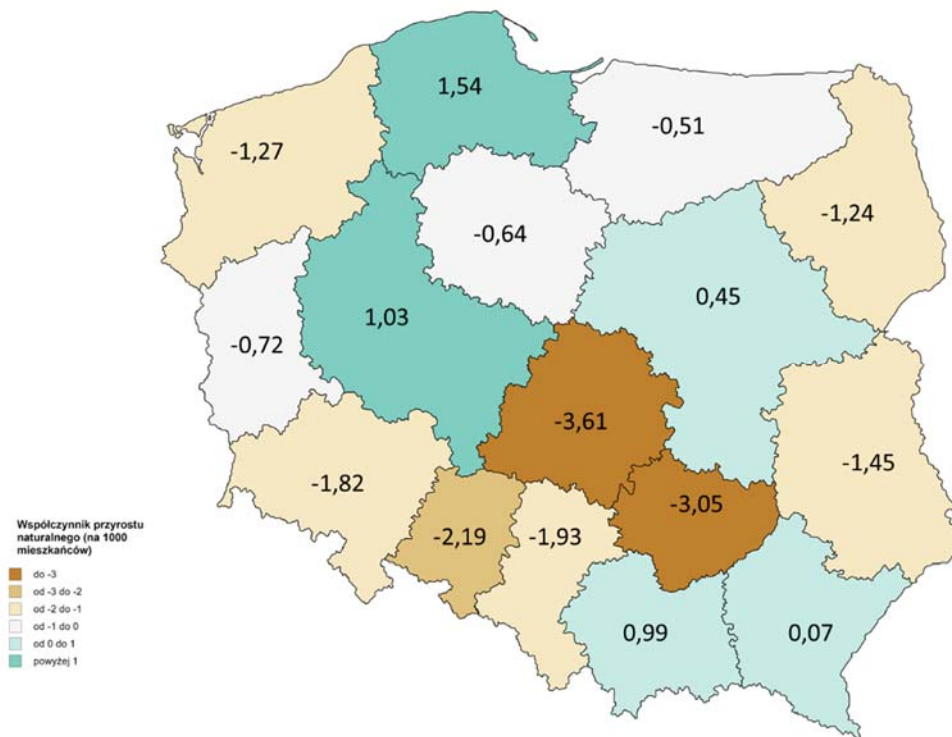 1,54
-0,51
-1,27
-1,24
-0,64
0,45
1,03
-0,72
-3,61
-1,45
-1,82
-3,05
-2,19
-1,93
0,99
0,07
Współczynnik przyrostu
naturalnego (na 1000
mieszkańców)
do -3
od -3 do -2
od -2 do -1
od -1 do 0
od 0 do 1
powyżej 1